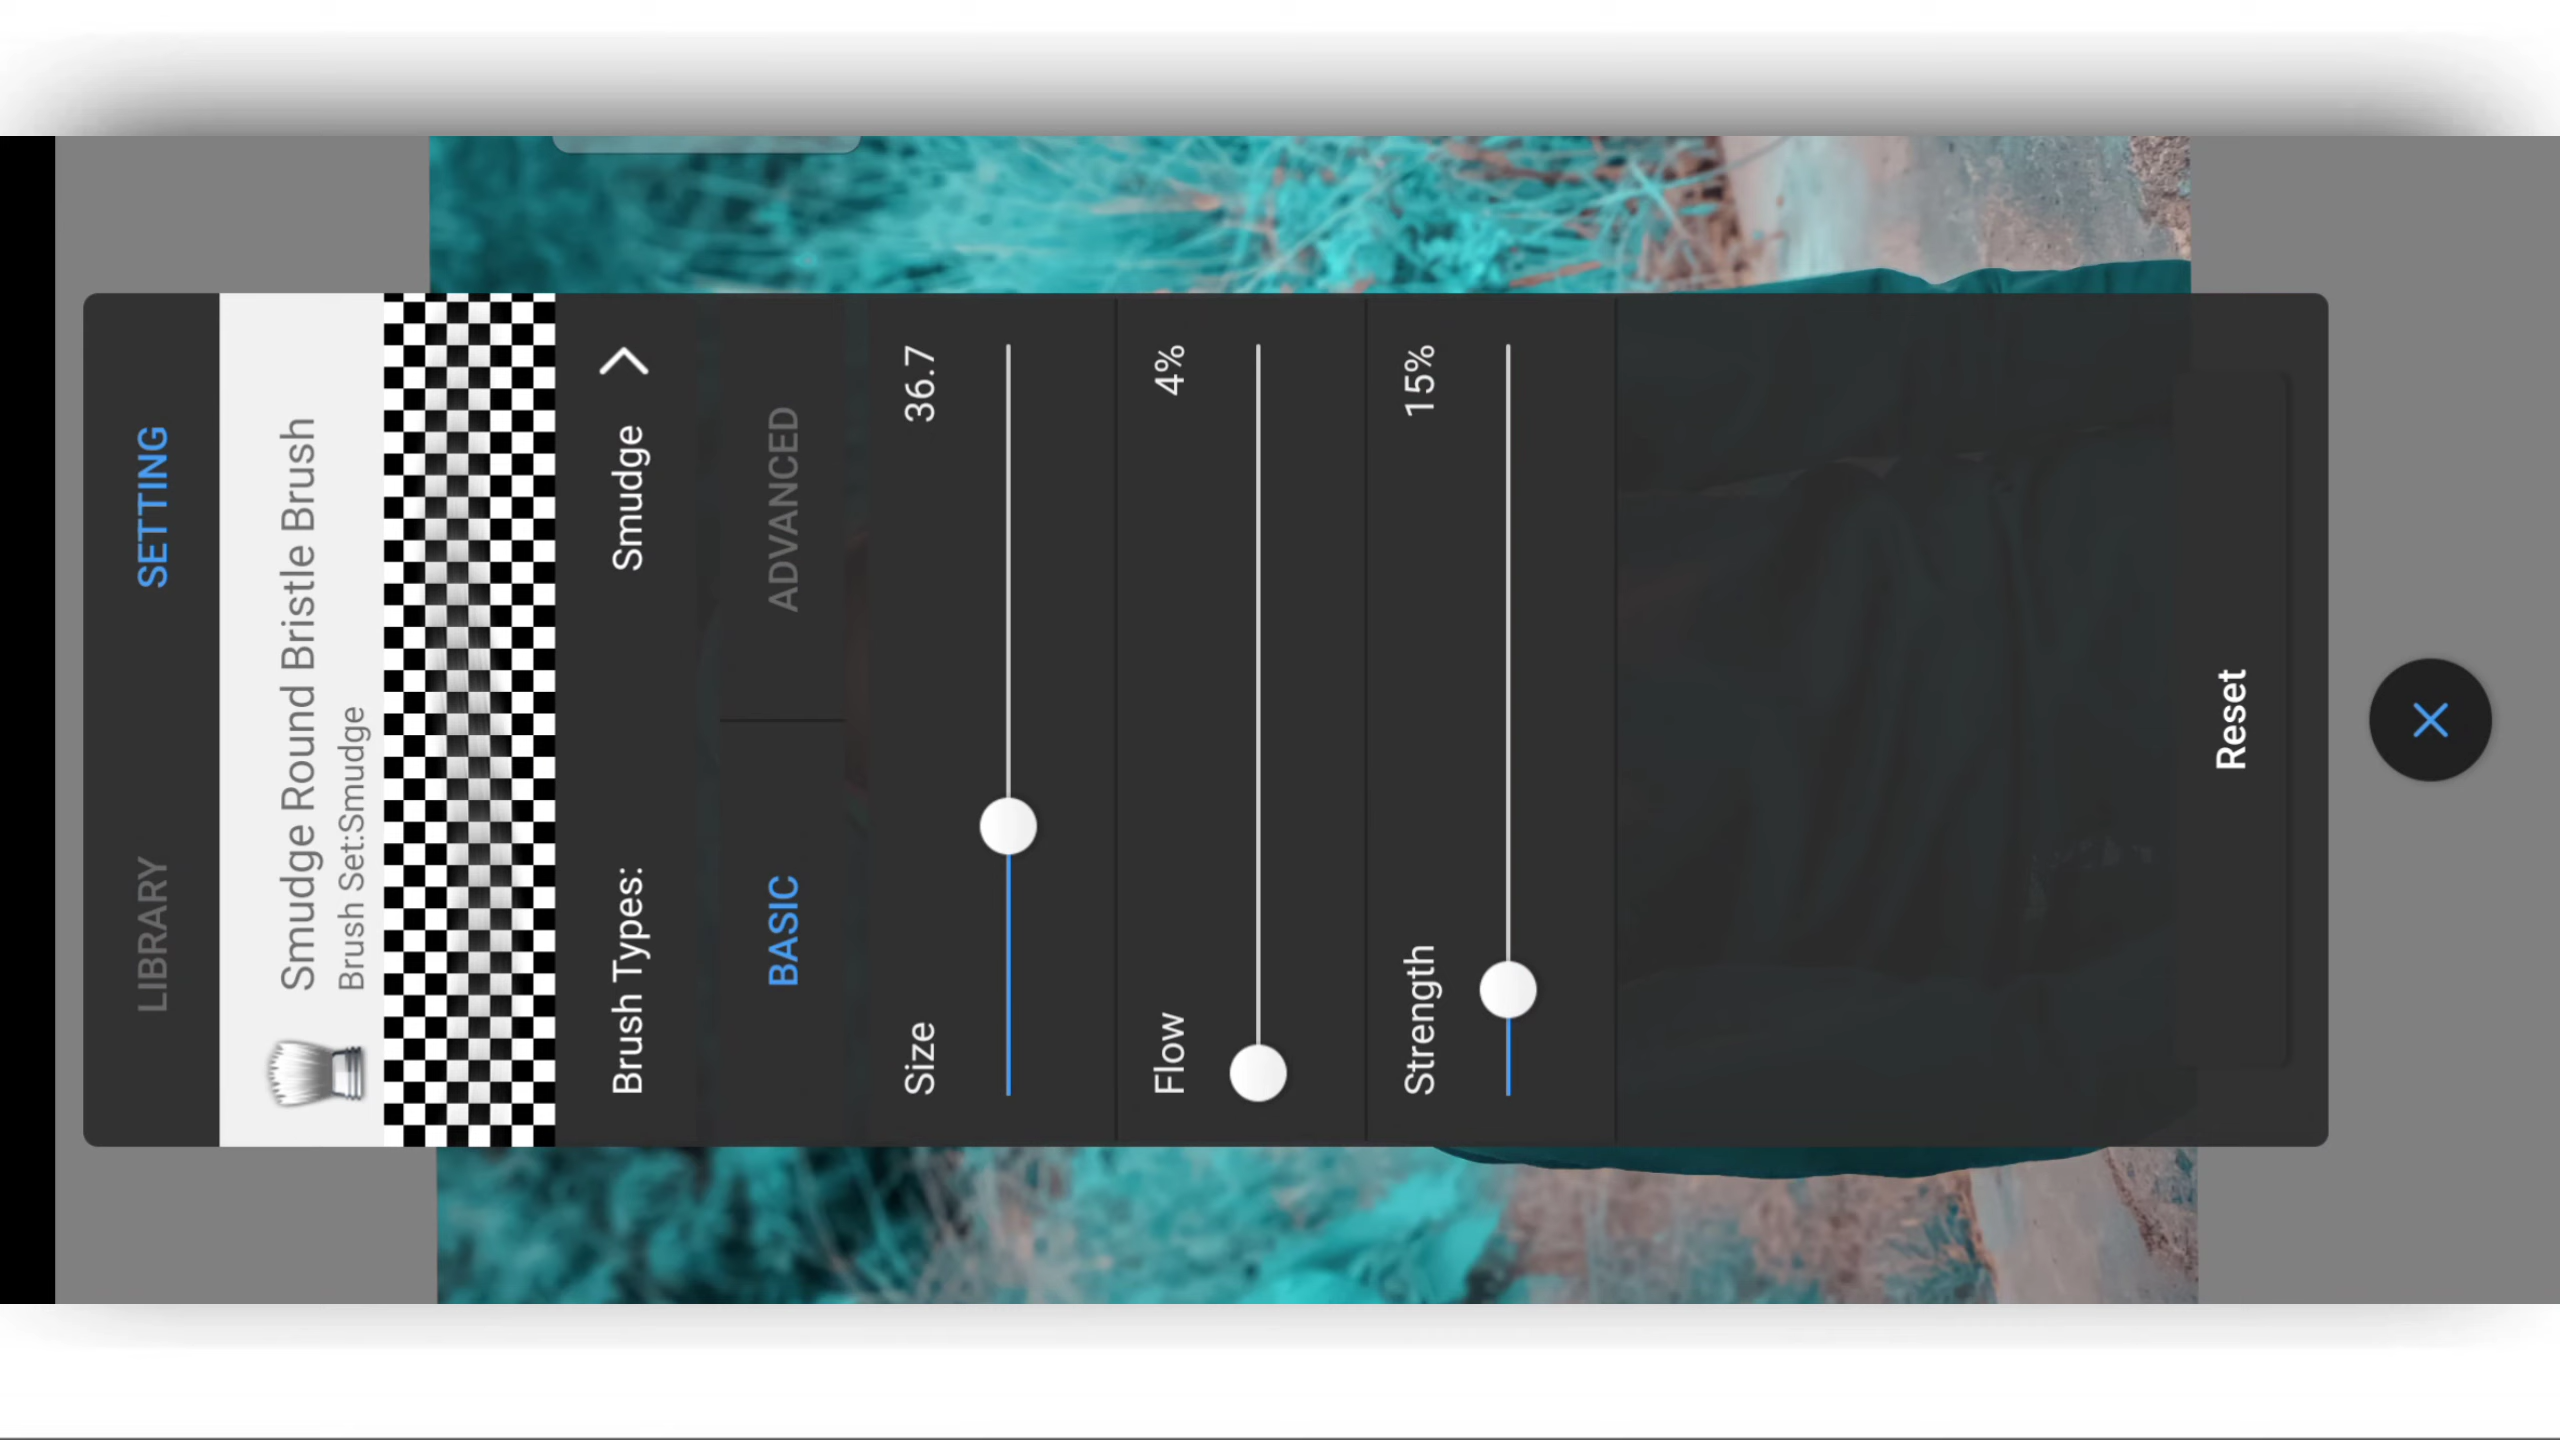 LIBRARY SETTING
Smudge Round Bristle Brush
Brush Set:Smudge
Brush Types: Smudge
BASIC ADVANCED
Size 36.7
Flow 4%
Strength 15%
Reset